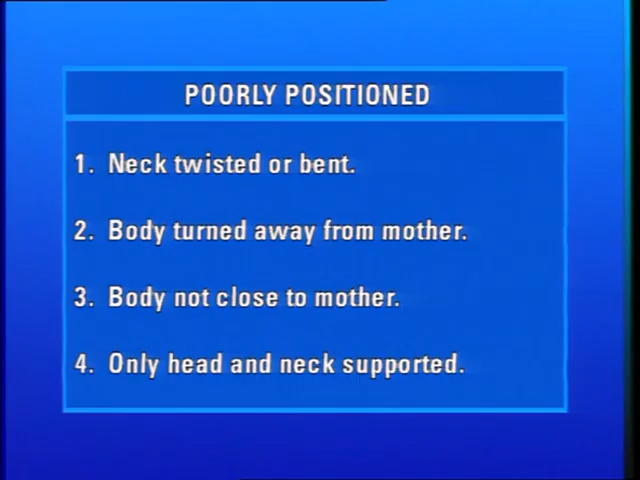 POORLY POSITIONED
1. Neck twisted or bent.
2. Body turned away from mother.
3. Body not close to mother.
4. Only head and neck supported.